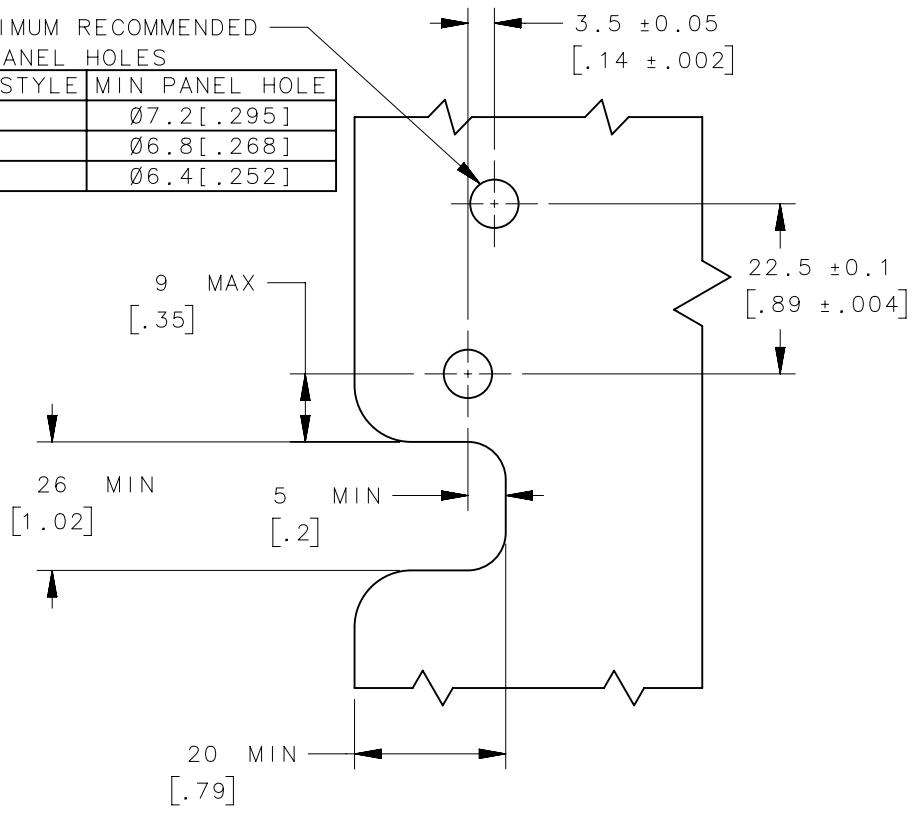 RECOMMENDED
HOLES
STYLE MIN PANEL HOLE
Ø7.2[.295]
Ø6.8[.268]
Ø6.4[.252]
3.5 ±0.05
[.14 ±.002]
9 MAX
[.35]
22.5 ±0.1
[.89 ±.004]
26 MIN
[1.02]
5 MIN
[.2]
20 MIN
[.79]